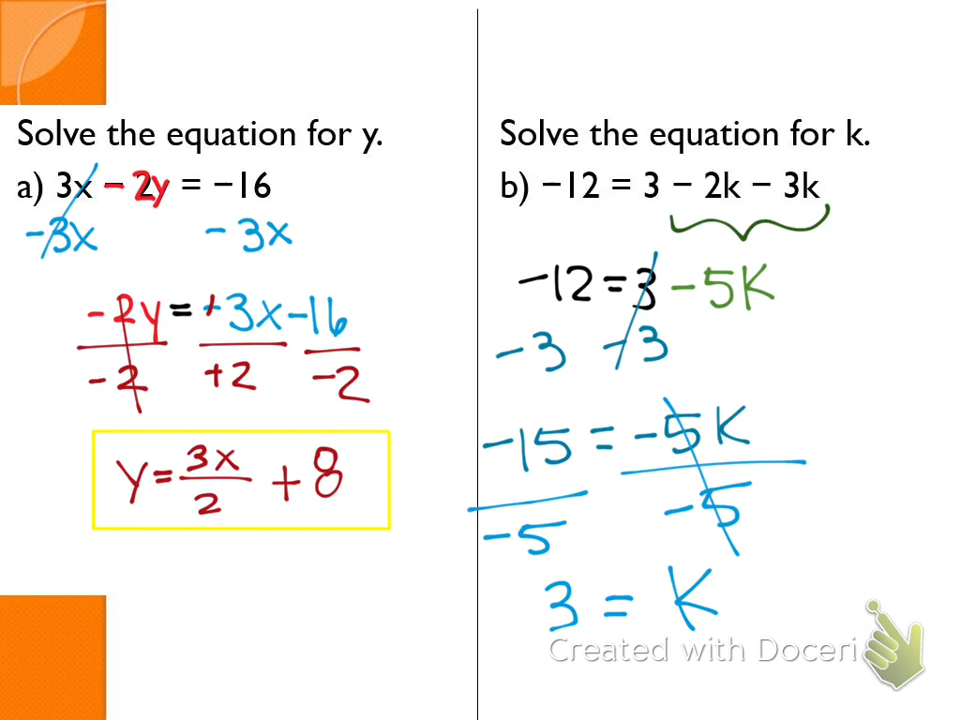 Solve the equation for y.
a) 3x − 2y = −16
-3x - 3x
-2y = +3x -16
-2 +2 -2
y = 3x/2 + 8
Solve the equation for k.
b) −12 = 3 − 2k − 3k
-12 = 3 - 5K
-3 -3
-15 = -5K
-5 -5
3 = K
Created with Doceri